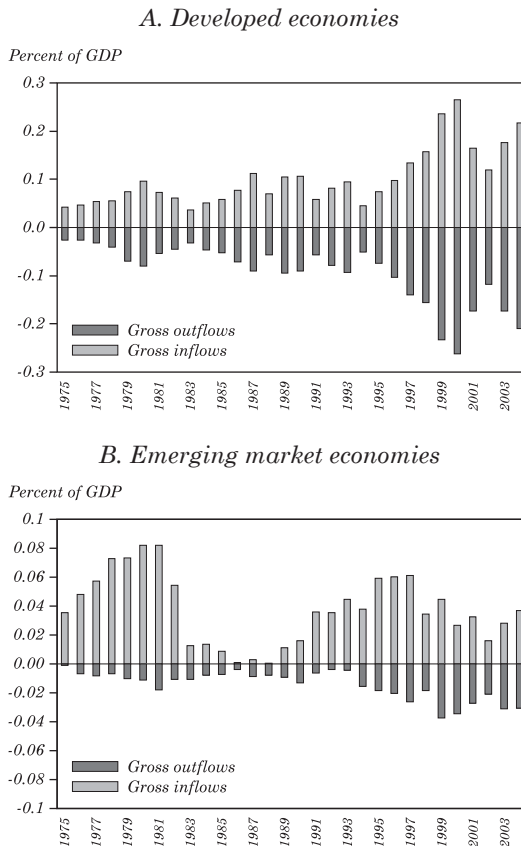 A. Developed economies
Percent of GDP
0.3
0.2
0.1
0.0
-0.1
-0.2
-0.3
Gross outflows
Gross inflows
1975 1977 1979 1981 1983 1985 1987 1989 1991 1993 1995 1997 1999 2001 2003
B. Emerging market economies
Percent of GDP
0.1
0.08
0.06
0.04
0.02
0.00
-0.02
-0.04
-0.06
-0.08
-0.1
Gross outflows
Gross inflows
1975 1977 1979 1981 1983 1985 1987 1989 1991 1993 1995 1997 1999 2001 2003